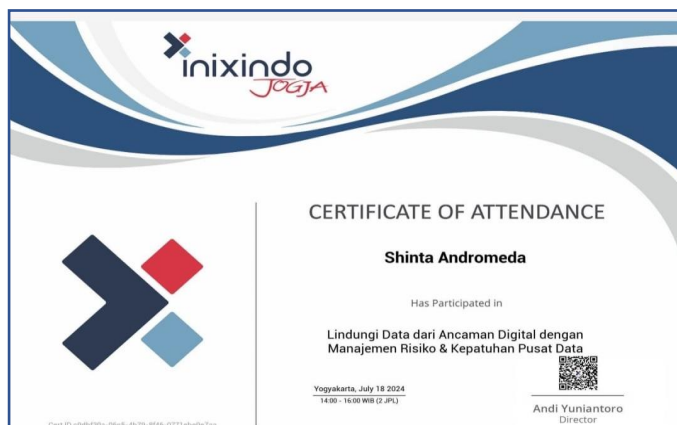 inixindo
JOGJA
CERTIFICATE OF ATTENDANCE
Shinta Andromeda
Has Participated in
Lindungi Data dari Ancaman Digital dengan
Manajemen Risiko & Kepatuhan Pusat Data
Yogyakarta, July 18 2024
14:00 - 16:00 WIB (2 JPL)
Andi Yuniantoro
Director